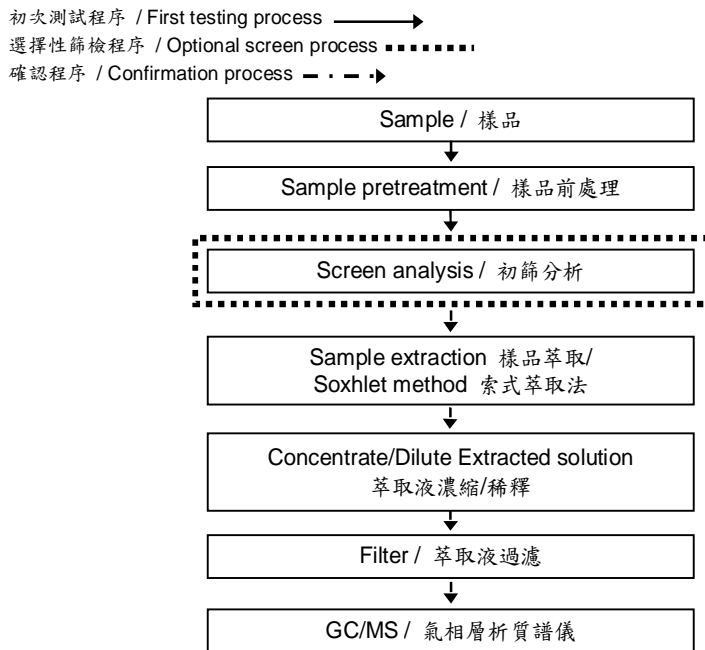 初次測試程序 / First testing process
選擇性篩檢程序 / Optional screen process
確認程序 / Confirmation process
Sample / 樣品
Sample pretreatment / 樣品前處理
Screen analysis / 初篩分析
Sample extraction 樣品萃取/
Soxhlet method 索式萃取法
Concentrate/Dilute Extracted solution
萃取液濃縮/稀釋
Filter / 萃取液過濾
GC/MS / 氣相層析質譜儀